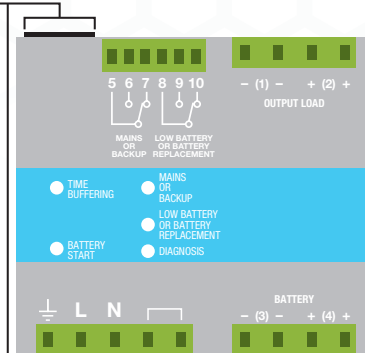 5 6 7 8 9 10
MAINS
OR
BACKUP
LOW BATTERY
OR BATTERY
REPLACEMENT
– (1) – + (2) +
OUTPUT LOAD
TIME
BUFFERING
MAINS
OR
BACKUP
LOW BATTERY
OR BATTERY
REPLACEMENT
BATTERY
START
DIAGNOSIS
L N
BATTERY
– (3) – + (4) +